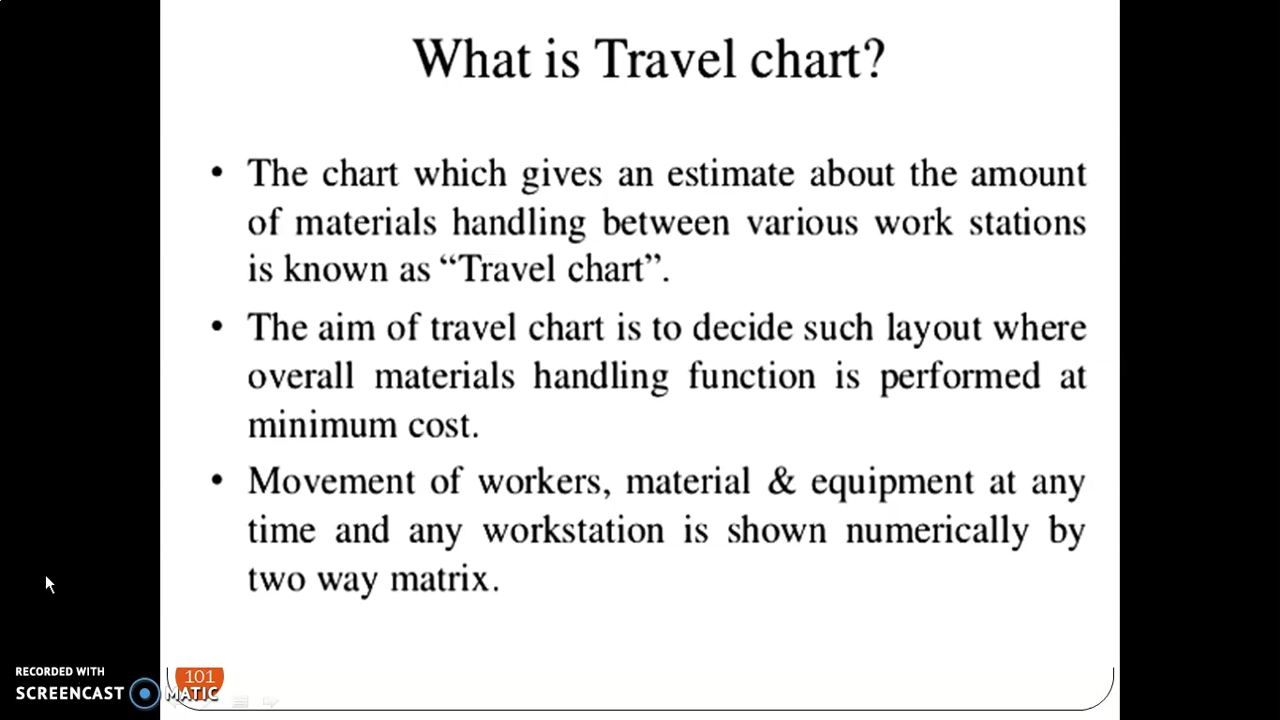 What is Travel chart?
• The chart which gives an estimate about the amount
of materials handling between various work stations
is known as “Travel chart”.
• The aim of travel chart is to decide such layout where
overall materials handling function is performed at
minimum cost.
• Movement of workers, material & equipment at any
time and any workstation is shown numerically by
two way matrix.
101
RECORDED WITH
SCREENCAST MATIC